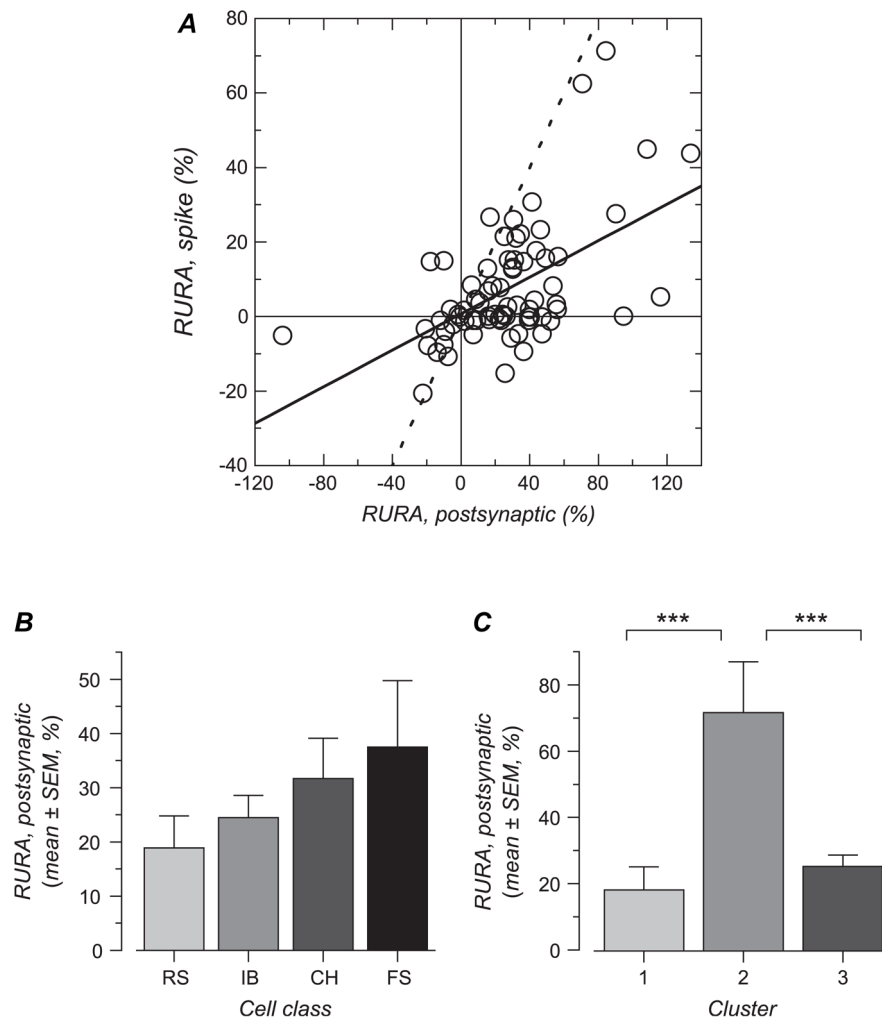 A
80
60
40
20
0
-20
-40
RURA, spike (%)
-120 -80 -40 0 40 80 120
RURA, postsynaptic (%)
B
50
40
30
20
10
0
RURA, postsynaptic
(mean ± SEM, %)
RS IB CH FS
Cell class
C
*** ***
80
60
40
20
0
RURA, postsynaptic
(mean ± SEM, %)
1 2 3
Cluster